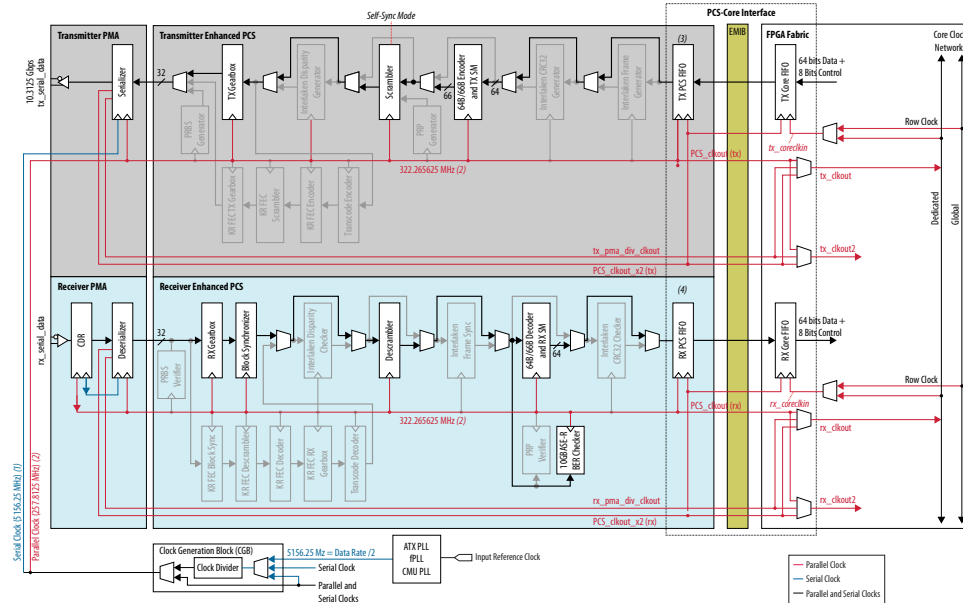 Self-Sync Mode
PCS-Core Interface
Transmitter PMA
Transmitter Enhanced PCS
EMIB
FPGA Fabric
Core Clock
Networks
10.3125 Gbps
tx_serial_data
Serializer
32
TX Gearbox
PRBS
Generator
Interlaken Disparity
Generator
Scrambler
PRP
Generator
66
64B/66B Encoder
and TX SM
64
Interlaken CRC32
Generator
Interlaken Frame
Generator
(3)
TX PCS FIFO
TX Core FIFO
64 bits Data +
8 Bits Control
Row Clock
tx_coreclkin
PCS_clkout (tx)
322.265625 MHz (2)
tx_clkout
KR FEC TX Gearbox
KR FEC
Scrambler
KR FEC Encoder
Transcode Encoder
Dedicated
Global
tx_pma_div_clkout
tx_clkout2
PCS_clkout_x2 (tx)
Receiver PMA
Receiver Enhanced PCS
rx_serial_data
CDR
Deserializer
32
PRBS
Verifier
RX Gearbox
Block Synchronizer
Interlaken Disparity
Checker
Descrambler
Interlaken
Frame Sync
64B/66B Decoder
and RX SM
64
Interlaken
CRC32 Checker
(4)
RX PCS FIFO
RX Core FIFO
64 bits Data +
8 Bits Control
Row Clock
rx_coreclkin
PCS_clkout (rx)
322.265625 MHz (2)
rx_clkout
KR FEC Block Sync
KR FEC Descrambler
KR FEC Decoder
KR FEC RX
Gearbox
Transcode Decoder
PRP
Verifier
10GBASE-R
BER Checker
rx_pma_div_clkout
rx_clkout2
PCS_clkout_x2 (rx)
Serial Clock (5156.25 MHz) (1)
Parallel Clock (257.8125 MHz) (2)
Clock Generation Block (CGB)
Clock Divider
5156.25 Mz = Data Rate /2
Serial Clock
Parallel and
Serial Clocks
ATX PLL
fPLL
CMU PLL
Input Reference Clock
Parallel Clock
Serial Clock
Parallel and Serial Clocks